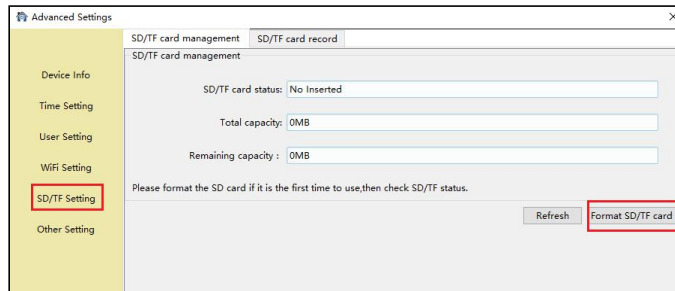 Advanced Settings
SD/TF card management SD/TF card record
SD/TF card management
Device Info
SD/TF card status: No Inserted
Time Setting
Total capacity: 0MB
User Setting
Remaining capacity : 0MB
WiFi Setting
Please format the SD card if it is the first time to use,then check SD/TF status.
SD/TF Setting
Refresh Format SD/TF card
Other Setting